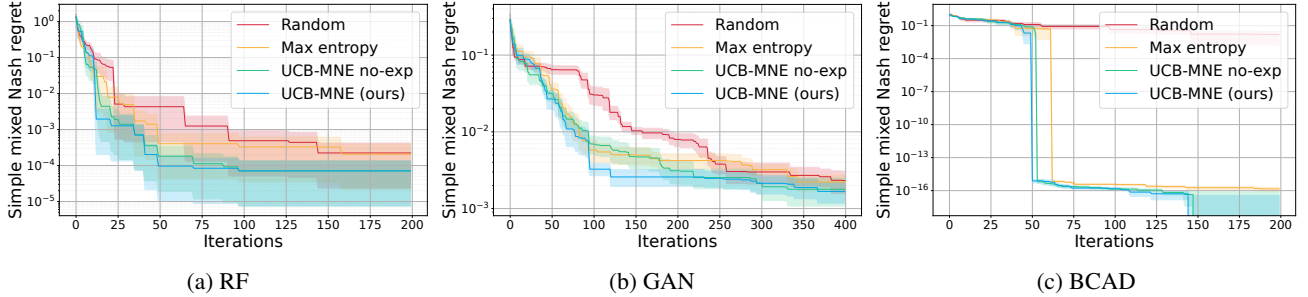 Simple mixed Nash regret
10^0
10^-1
10^-2
10^-3
10^-4
10^-5
Random
Max entropy
UCB-MNE no-exp
UCB-MNE (ours)
0 25 50 75 100 125 150 175 200
Iterations
(a) RF
Simple mixed Nash regret
10^-1
10^-2
10^-3
Random
Max entropy
UCB-MNE no-exp
UCB-MNE (ours)
0 50 100 150 200 250 300 350 400
Iterations
(b) GAN
Simple mixed Nash regret
10^-1
10^-4
10^-7
10^-10
10^-13
10^-16
Random
Max entropy
UCB-MNE no-exp
UCB-MNE (ours)
0 25 50 75 100 125 150 175 200
Iterations
(c) BCAD